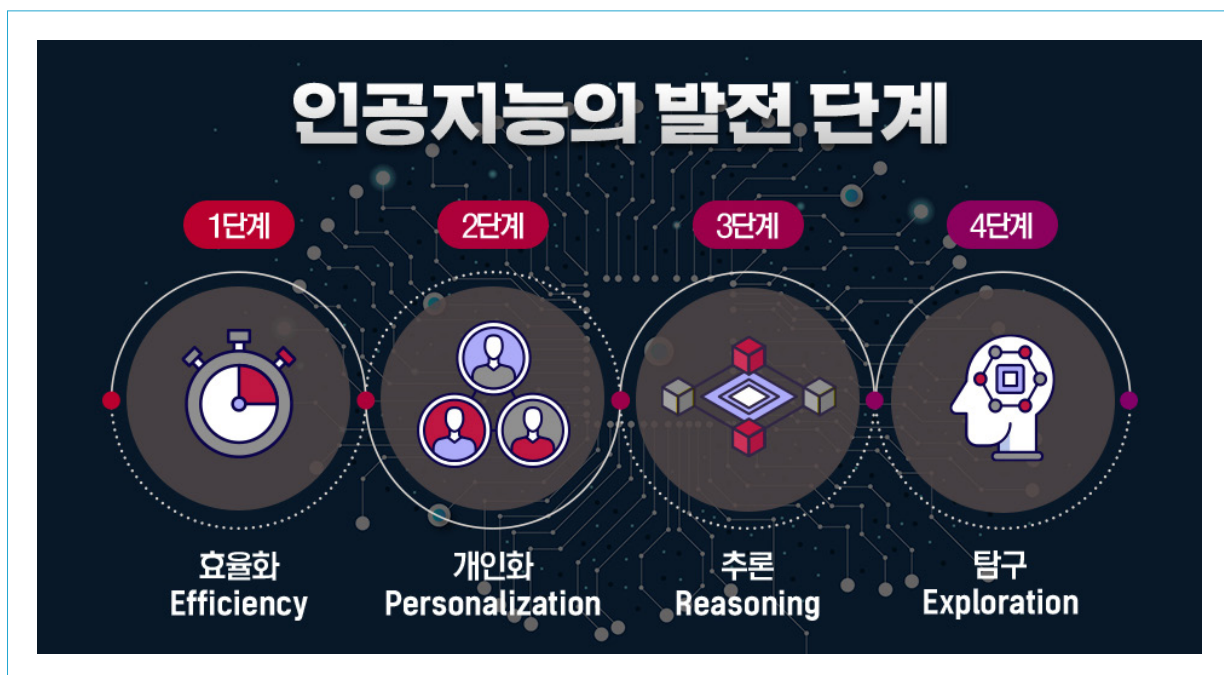 인공지능의 발전 단계
1단계
2단계
3단계
4단계
효율화
Efficiency
개인화
Personalization
추론
Reasoning
탐구
Exploration